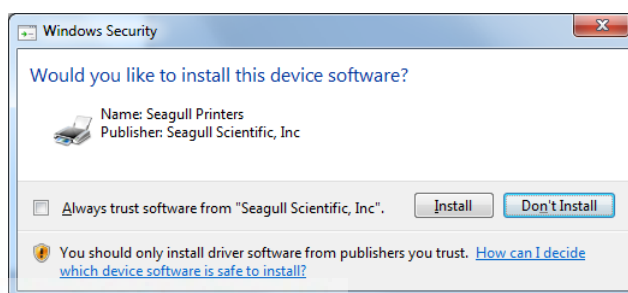 Windows Security
Would you like to install this device software?
Name: Seagull Printers
Publisher: Seagull Scientific, Inc
Always trust software from "Seagull Scientific, Inc".
Install
Don't Install
You should only install driver software from publishers you trust. How can I decide
which device software is safe to install?